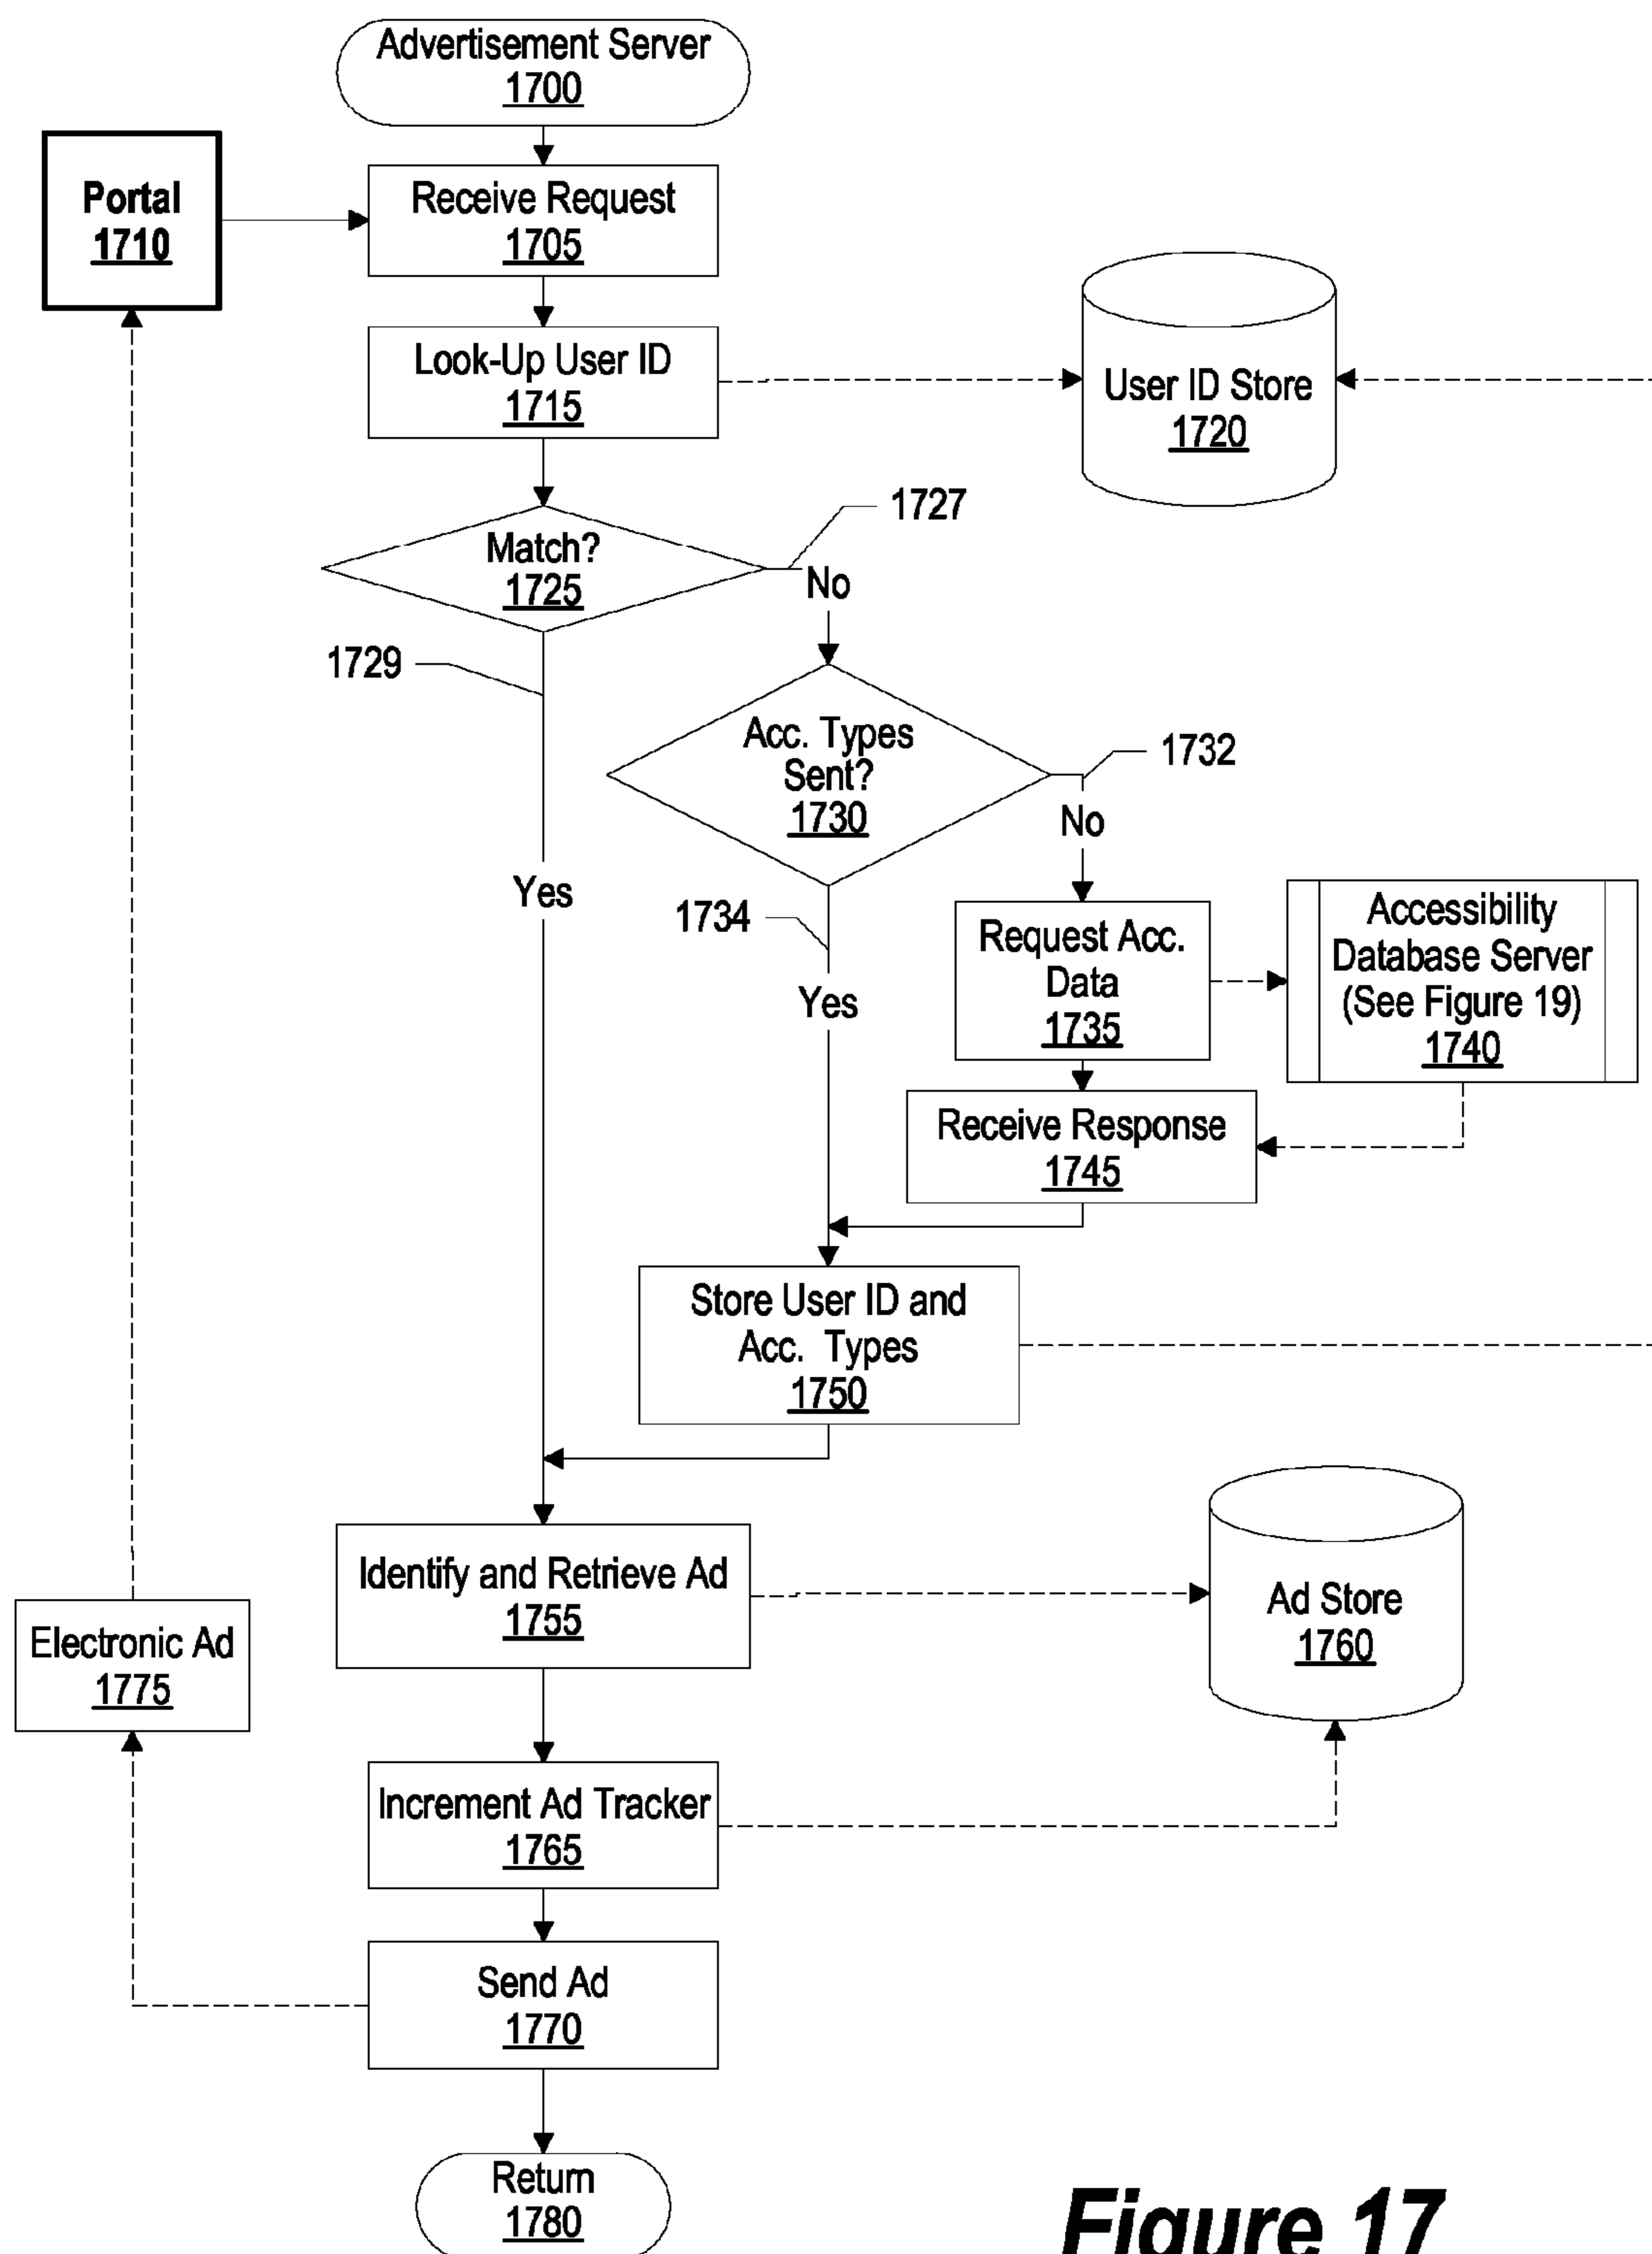 Advertisement Server
1700
Portal
1710
Receive Request
1705
Look-Up User ID
1715
User ID Store
1720
1727
Match?
1725
No
1729
Acc. Types
Sent?
1730
1732
No
Yes
1734
Request Acc.
Data
1735
Accessibility
Database Server
(See Figure 19)
1740
Yes
Receive Response
1745
Store User ID and
Acc. Types
1750
Identify and Retrieve Ad
1755
Ad Store
1760
Electronic Ad
1775
Increment Ad Tracker
1765
Send Ad
1770
Return
1780
Figure 17